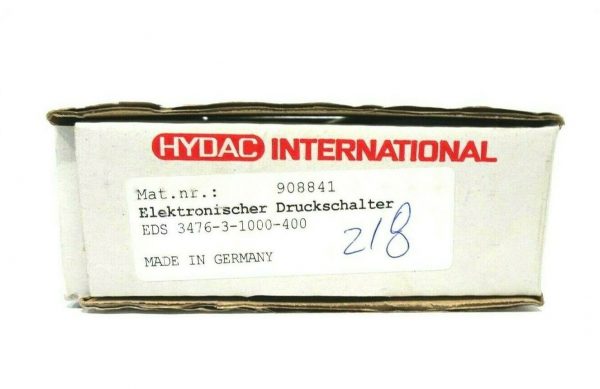 HYDAC INTERNATIONAL
Mat.nr.: 908841
Elektronischer Druckschalter
EDS 3476-3-1000-400
218
MADE IN GERMANY